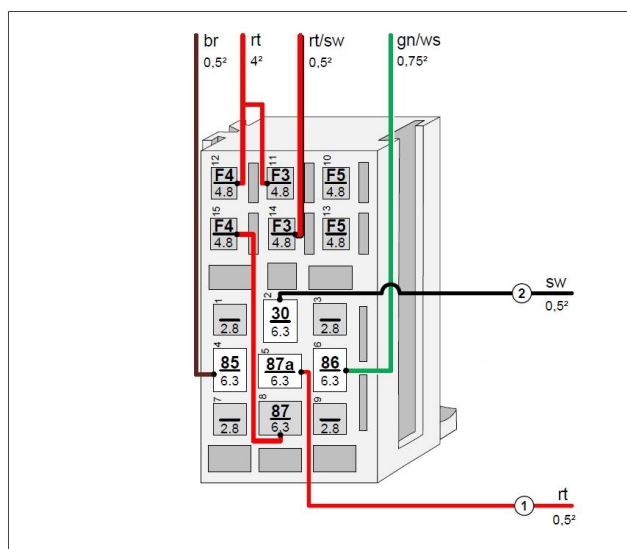 br rt rt/sw gn/ws
0,5² 4² 0,5² 0,75²
12 11 10
F4 F3 F5
4.8 4.8 4.8
15 14 13
F4 F3 F5
4.8 4.8 4.8
1 2 3
2.8 30 2.8
6.3
2 sw
0,5²
4 5 6
85 87a 86
6.3 6.3 6.3
7 8 9
2.8 87 2.8
6.3
1 rt
0,5²